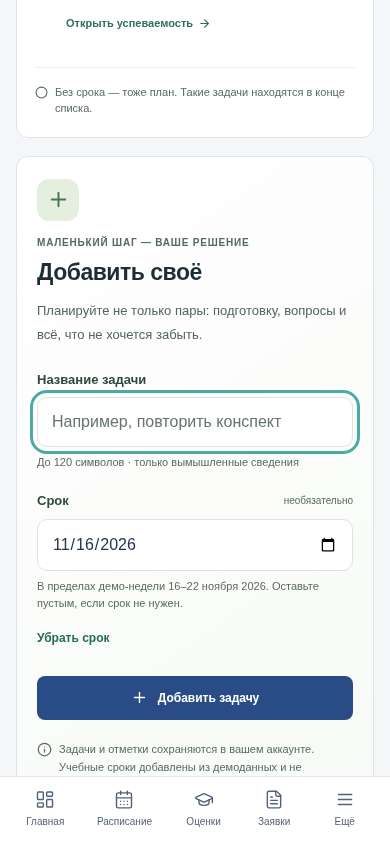 Открыть успеваемость →
Без срока — тоже план. Такие задачи находятся в конце
списка.
МАЛЕНЬКИЙ ШАГ — ВАШЕ РЕШЕНИЕ
Добавить своё
Планируйте не только пары: подготовку, вопросы и
всё, что не хочется забыть.
Название задачи
Например, повторить конспект
До 120 символов · только вымышленные сведения
Срок необязательно
11/16/2026
В пределах демо-недели 16–22 ноября 2026. Оставьте
пустым, если срок не нужен.
Убрать срок
Добавить задачу
Задачи и отметки сохраняются в вашем аккаунте.
Учебные сроки добавлены из демоданных и не
Главная Расписание Оценки Заявки Ещё